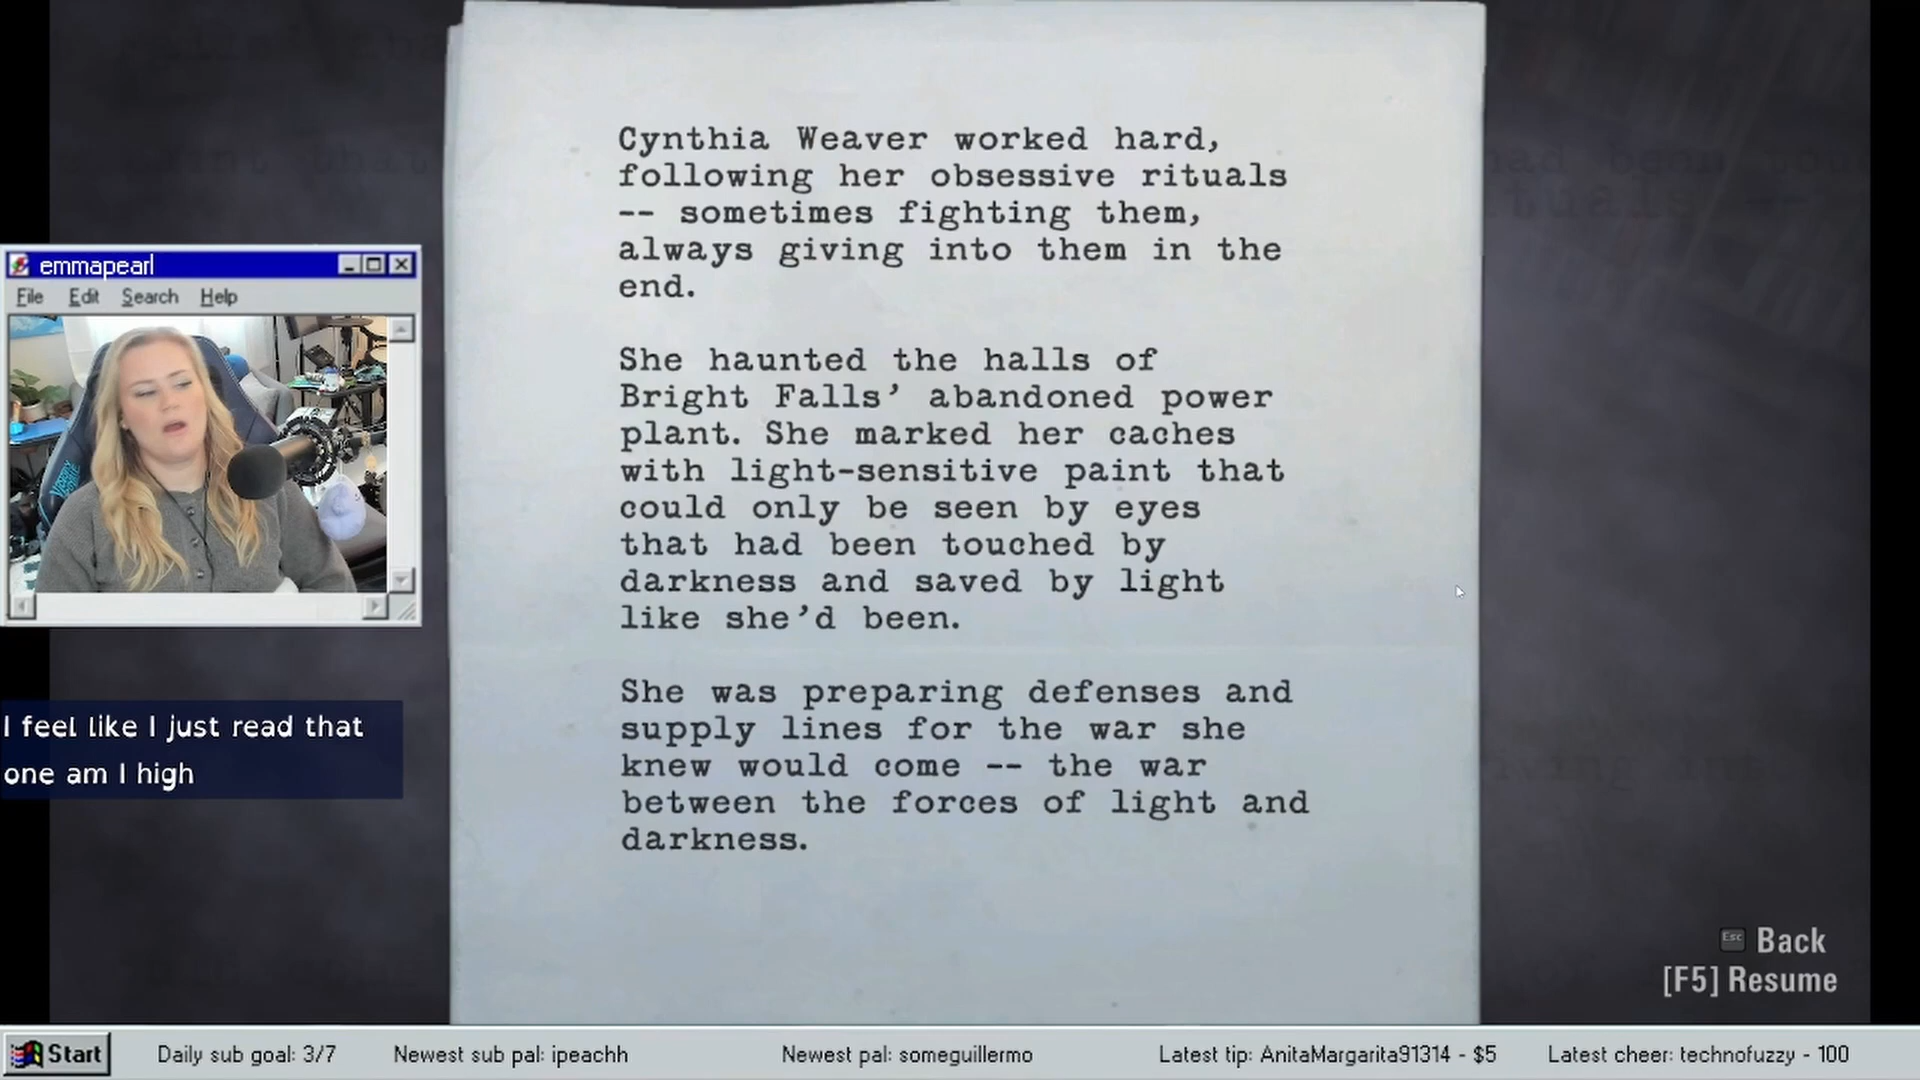 Cynthia Weaver worked hard,
following her obsessive rituals
-- sometimes fighting them,
always giving into them in the
end.
She haunted the halls of
Bright Falls’ abandoned power
plant. She marked her caches
with light-sensitive paint that
could only be seen by eyes
that had been touched by
darkness and saved by light
like she’d been.
She was preparing defenses and
supply lines for the war she
knew would come -- the war
between the forces of light and
darkness.
emmapearl
File Edit Search Help
I feel like I just read that
one am I high
Esc Back
[F5] Resume
Start Daily sub goal: 3/7 Newest sub pal: ipeachh Newest pal: someguillermo Latest tip: AnitaMargarita91314 - $5 Latest cheer: technofuzzy - 100